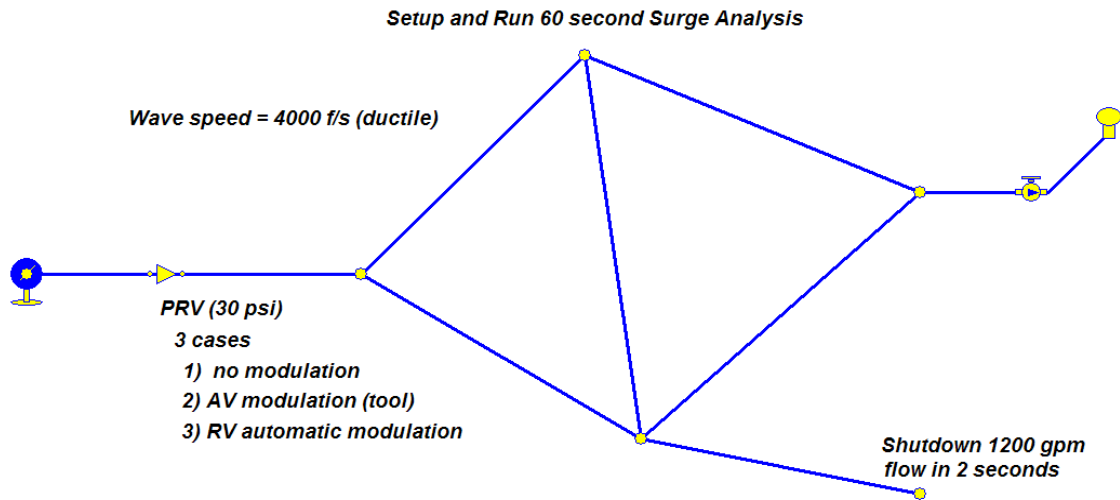 Setup and Run 60 second Surge Analysis
Wave speed = 4000 f/s (ductile)
PRV (30 psi)
3 cases
1) no modulation
2) AV modulation (tool)
3) RV automatic modulation
Shutdown 1200 gpm
flow in 2 seconds